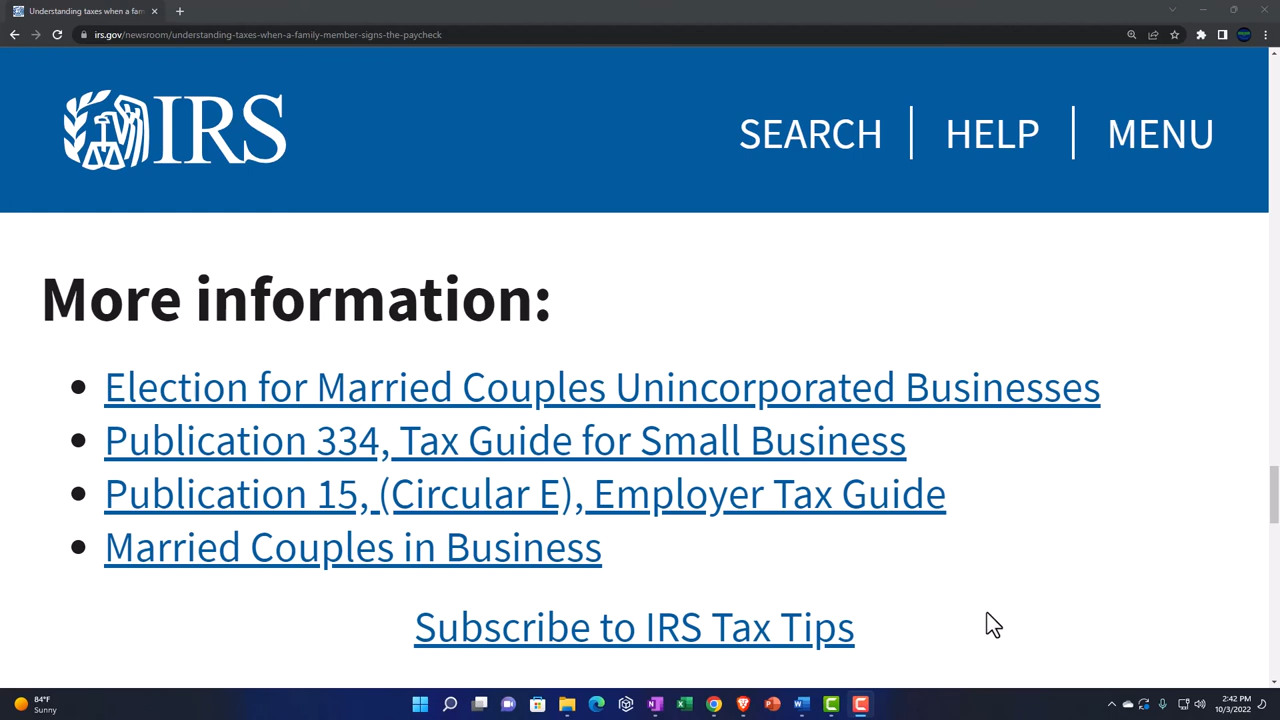 Understanding taxes when a fam
irs.gov/newsroom/understanding-taxes-when-a-family-member-signs-the-paycheck
IRS
SEARCH
HELP
MENU
More information:
Election for Married Couples Unincorporated Businesses
Publication 334, Tax Guide for Small Business
Publication 15, (Circular E), Employer Tax Guide
Married Couples in Business
Subscribe to IRS Tax Tips
84°F
Sunny
2:42 PM
10/3/2022